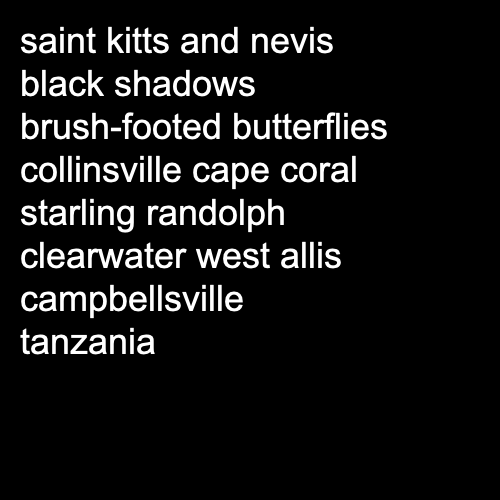 saint kitts and nevis
black shadows
brush-footed butterflies
collinsville cape coral
starling randolph
clearwater west allis
campbellsville
tanzania